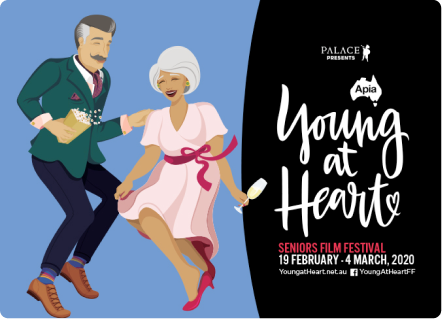 PALACE
PRESENTS
Apia
Young
at
Heart
SENIORS FILM FESTIVAL
19 FEBRUARY - 4 MARCH, 2020
YoungatHeart.net.au YoungAtHeartFF